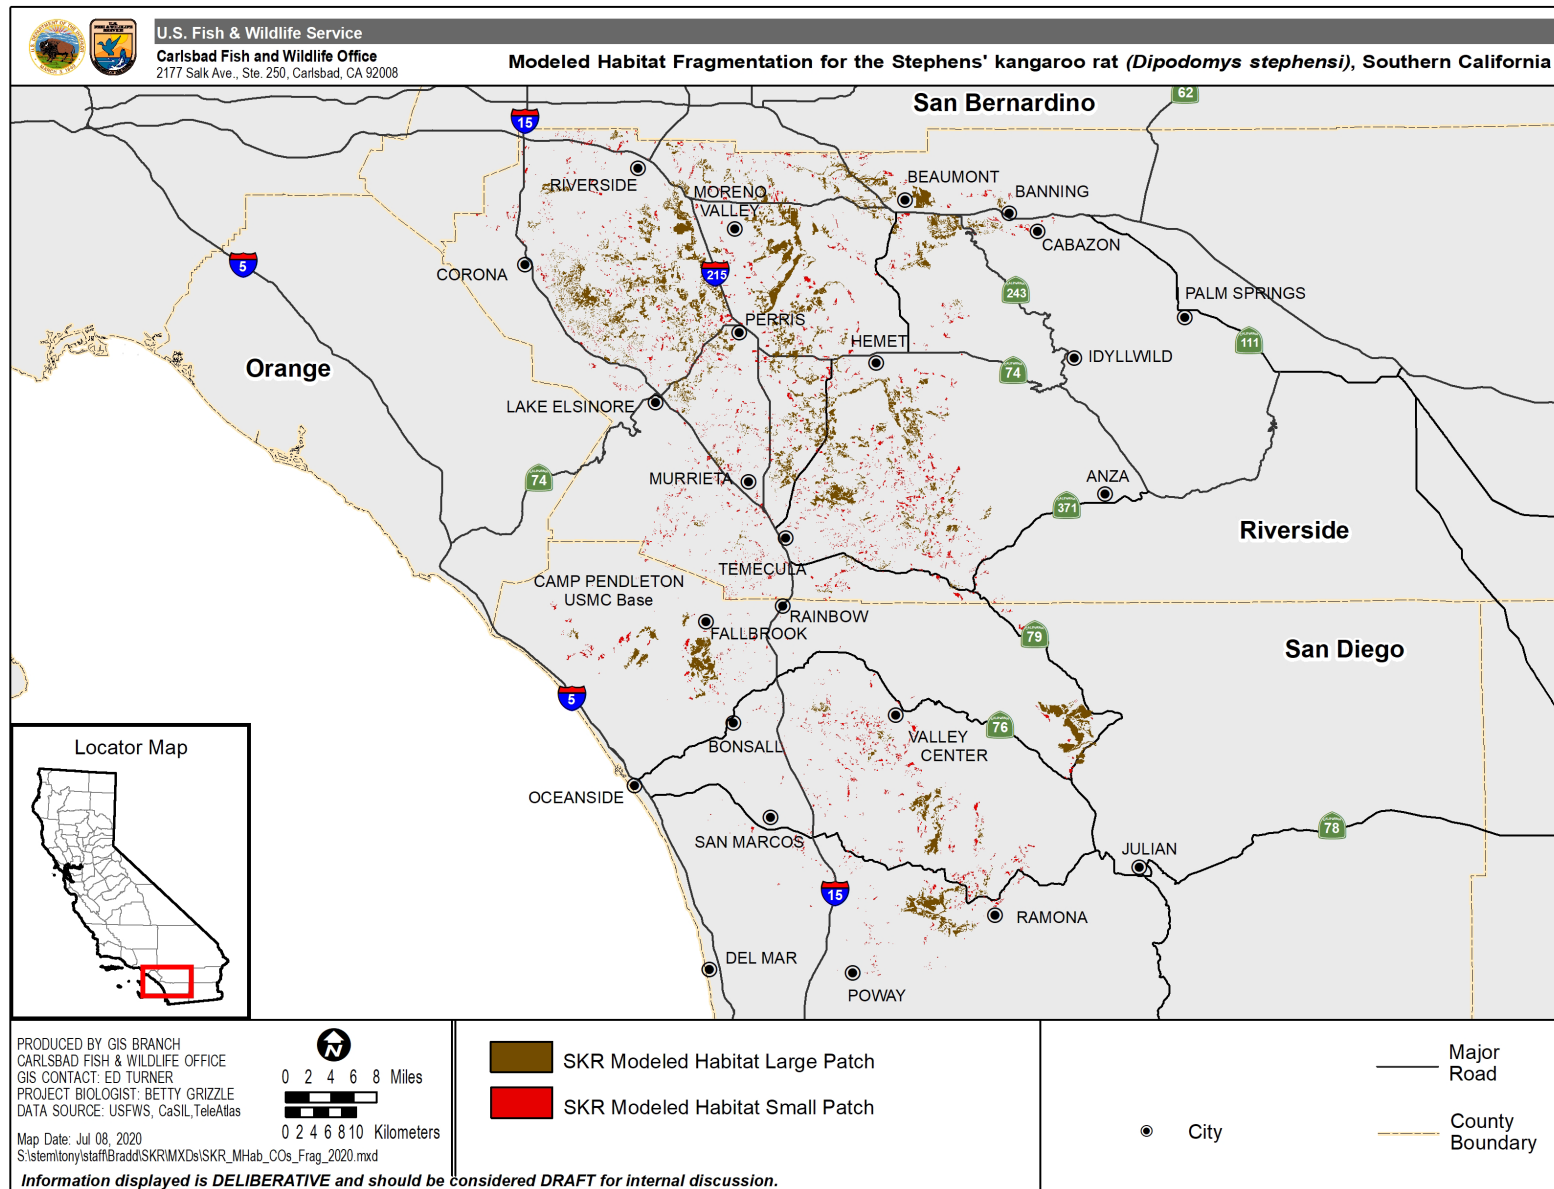 U.S. Fish & Wildlife Service
Carlsbad Fish and Wildlife Office
2177 Salk Ave., Ste. 250, Carlsbad, CA 92008
Modeled Habitat Fragmentation for the Stephens' kangaroo rat (Dipodomys stephensi), Southern California
San Bernardino
62
15
RIVERSIDE
MORENO
VALLEY
BEAUMONT
BANNING
CABAZON
5
CORONA
215
243
PALM SPRINGS
PERRIS
HEMET
111
Orange
74
IDYLLWILD
LAKE ELSINORE
74
MURRIETA
ANZA
371
Riverside
TEMECULA
CAMP PENDLETON
USMC Base
RAINBOW
FALLBROOK
79
San Diego
5
76
BONSALL
VALLEY
CENTER
OCEANSIDE
SAN MARCOS
78
JULIAN
15
RAMONA
DEL MAR
POWAY
Locator Map
PRODUCED BY GIS BRANCH
CARLSBAD FISH & WILDLIFE OFFICE
GIS CONTACT: ED TURNER
PROJECT BIOLOGIST: BETTY GRIZZLE
DATA SOURCE: USFWS, CaSIL,TeleAtlas
Map Date: Jul 08, 2020
S:\stem\tony\staff\Bradd\SKR\MXDs\SKR_MHab_COs_Frag_2020.mxd
N
0 2 4 6 8 Miles
0 2 4 6 8 10 Kilometers
Information displayed is DELIBERATIVE and should be considered DRAFT for internal discussion.
SKR Modeled Habitat Large Patch
SKR Modeled Habitat Small Patch
City
Major
Road
County
Boundary